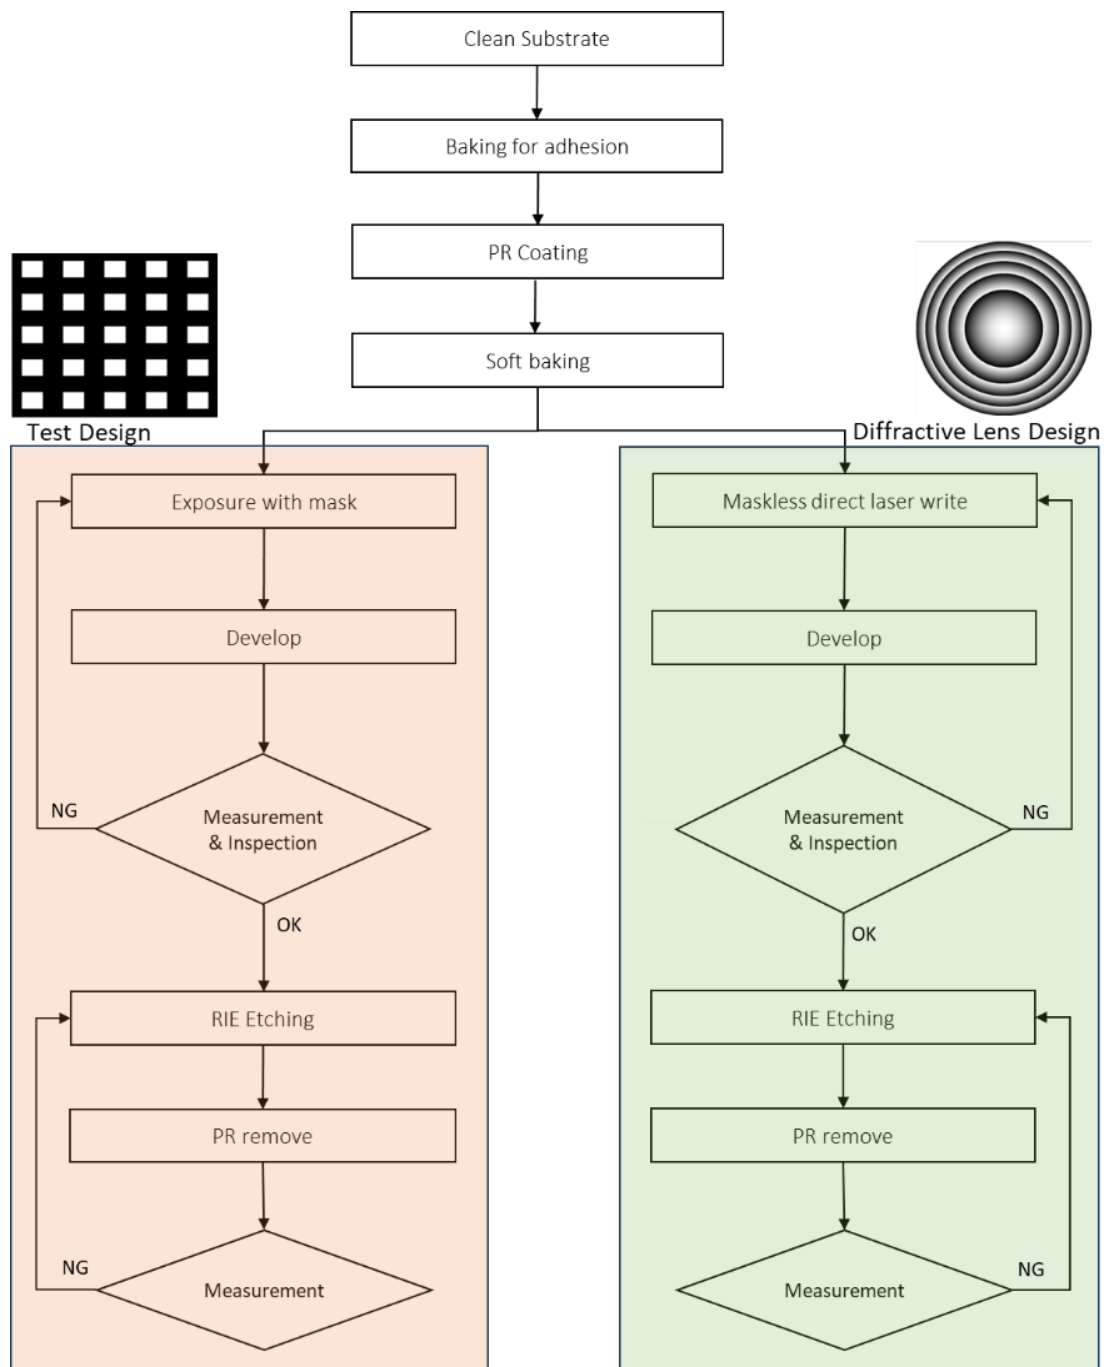 Clean Substrate
Baking for adhesion
PR Coating
Soft baking
Test Design
Diffractive Lens Design
Exposure with mask
Develop
Measurement
& Inspection
NG
OK
RIE Etching
PR remove
Measurement
NG
Maskless direct laser write
Develop
Measurement
& Inspection
NG
OK
RIE Etching
PR remove
Measurement
NG